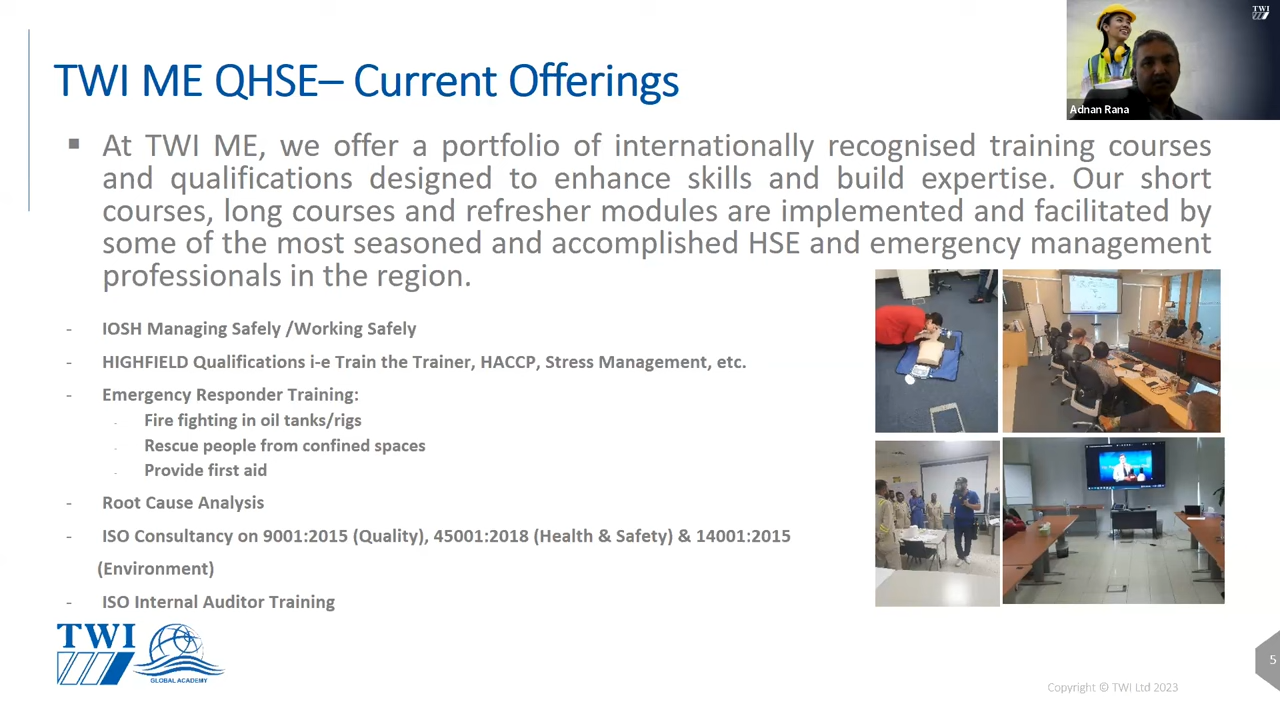 TWI
Adnan Rana
TWI ME QHSE– Current Offerings
▪ At TWI ME, we offer a portfolio of internationally recognised training courses
and qualifications designed to enhance skills and build expertise. Our short
courses, long courses and refresher modules are implemented and facilitated by
some of the most seasoned and accomplished HSE and emergency management
professionals in the region.
- IOSH Managing Safely /Working Safely
- HIGHFIELD Qualifications i-e Train the Trainer, HACCP, Stress Management, etc.
- Emergency Responder Training:
- Fire fighting in oil tanks/rigs
- Rescue people from confined spaces
- Provide first aid
- Root Cause Analysis
- ISO Consultancy on 9001:2015 (Quality), 45001:2018 (Health & Safety) & 14001:2015
(Environment)
- ISO Internal Auditor Training
TWI
GLOBAL ACADEMY
5
Copyright © TWI Ltd 2023